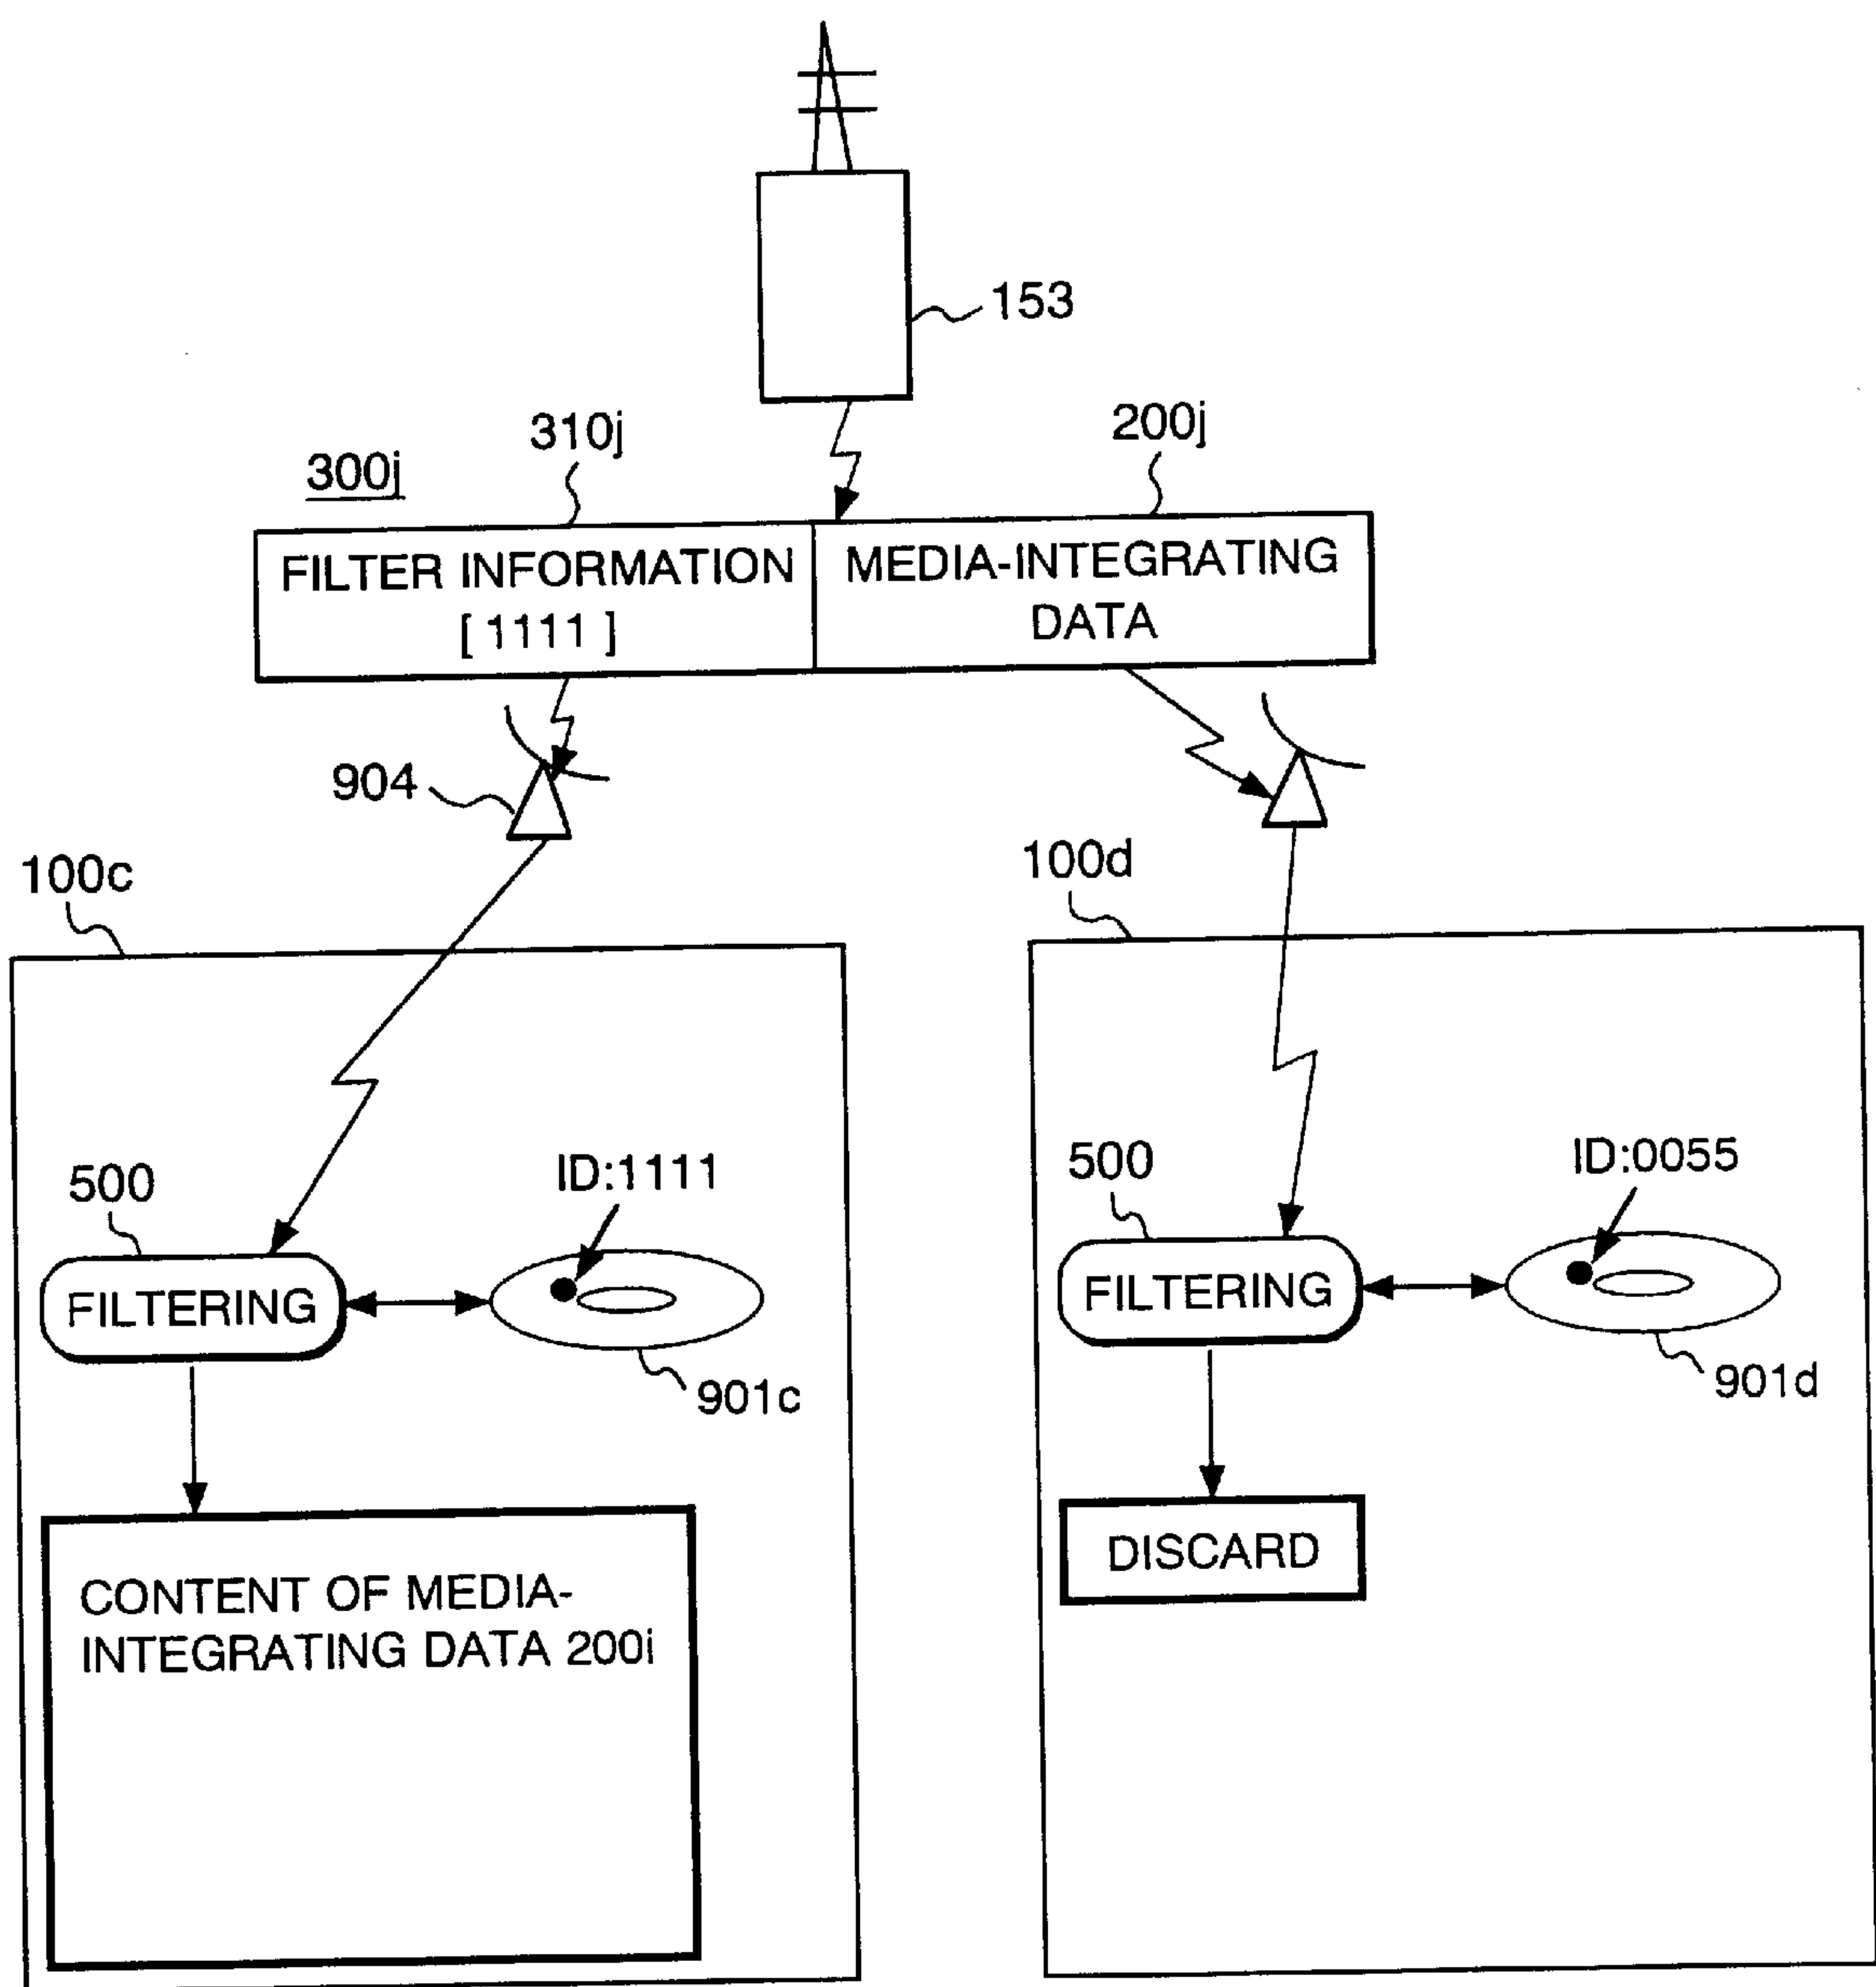 153
310j
200j
300j
FILTER INFORMATION
[ 1111 ]
MEDIA-INTEGRATING
DATA
904
100c
100d
500
ID:1111
FILTERING
901c
CONTENT OF MEDIA-
INTEGRATING DATA 200i
500
ID:0055
FILTERING
901d
DISCARD